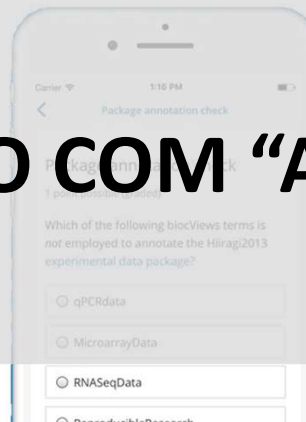 Carrier 1:16 PM
Package annotation check
O COM “A
Package annotation check
1 point possible (graded)
Which of the following biocViews terms is
not employed to annotate the Hiiragi2013
experimental data package?
qPCRdata
MicroarrayData
RNASeqData
ReproducibleResearch